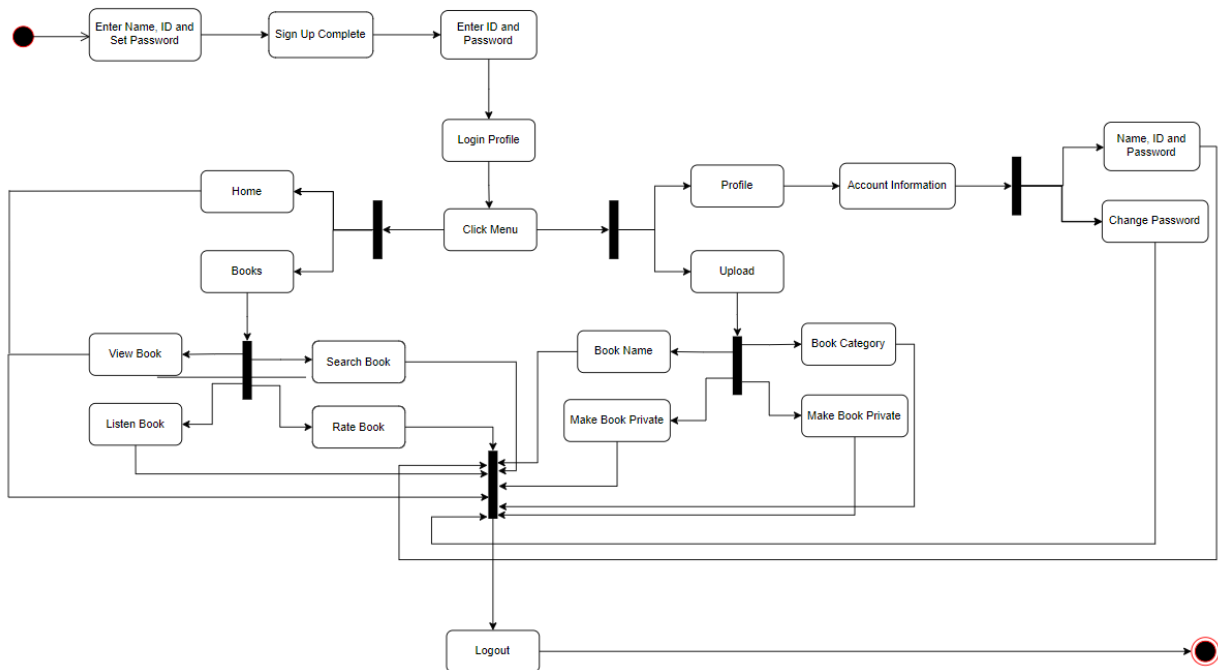 Enter Name, ID and
Set Password
Sign Up Complete
Enter ID and
Password
Login Profile
Name, ID and
Password
Home
Profile
Account Information
Click Menu
Change Password
Books
Upload
View Book
Search Book
Book Name
Book Category
Listen Book
Rate Book
Make Book Private
Make Book Private
Logout